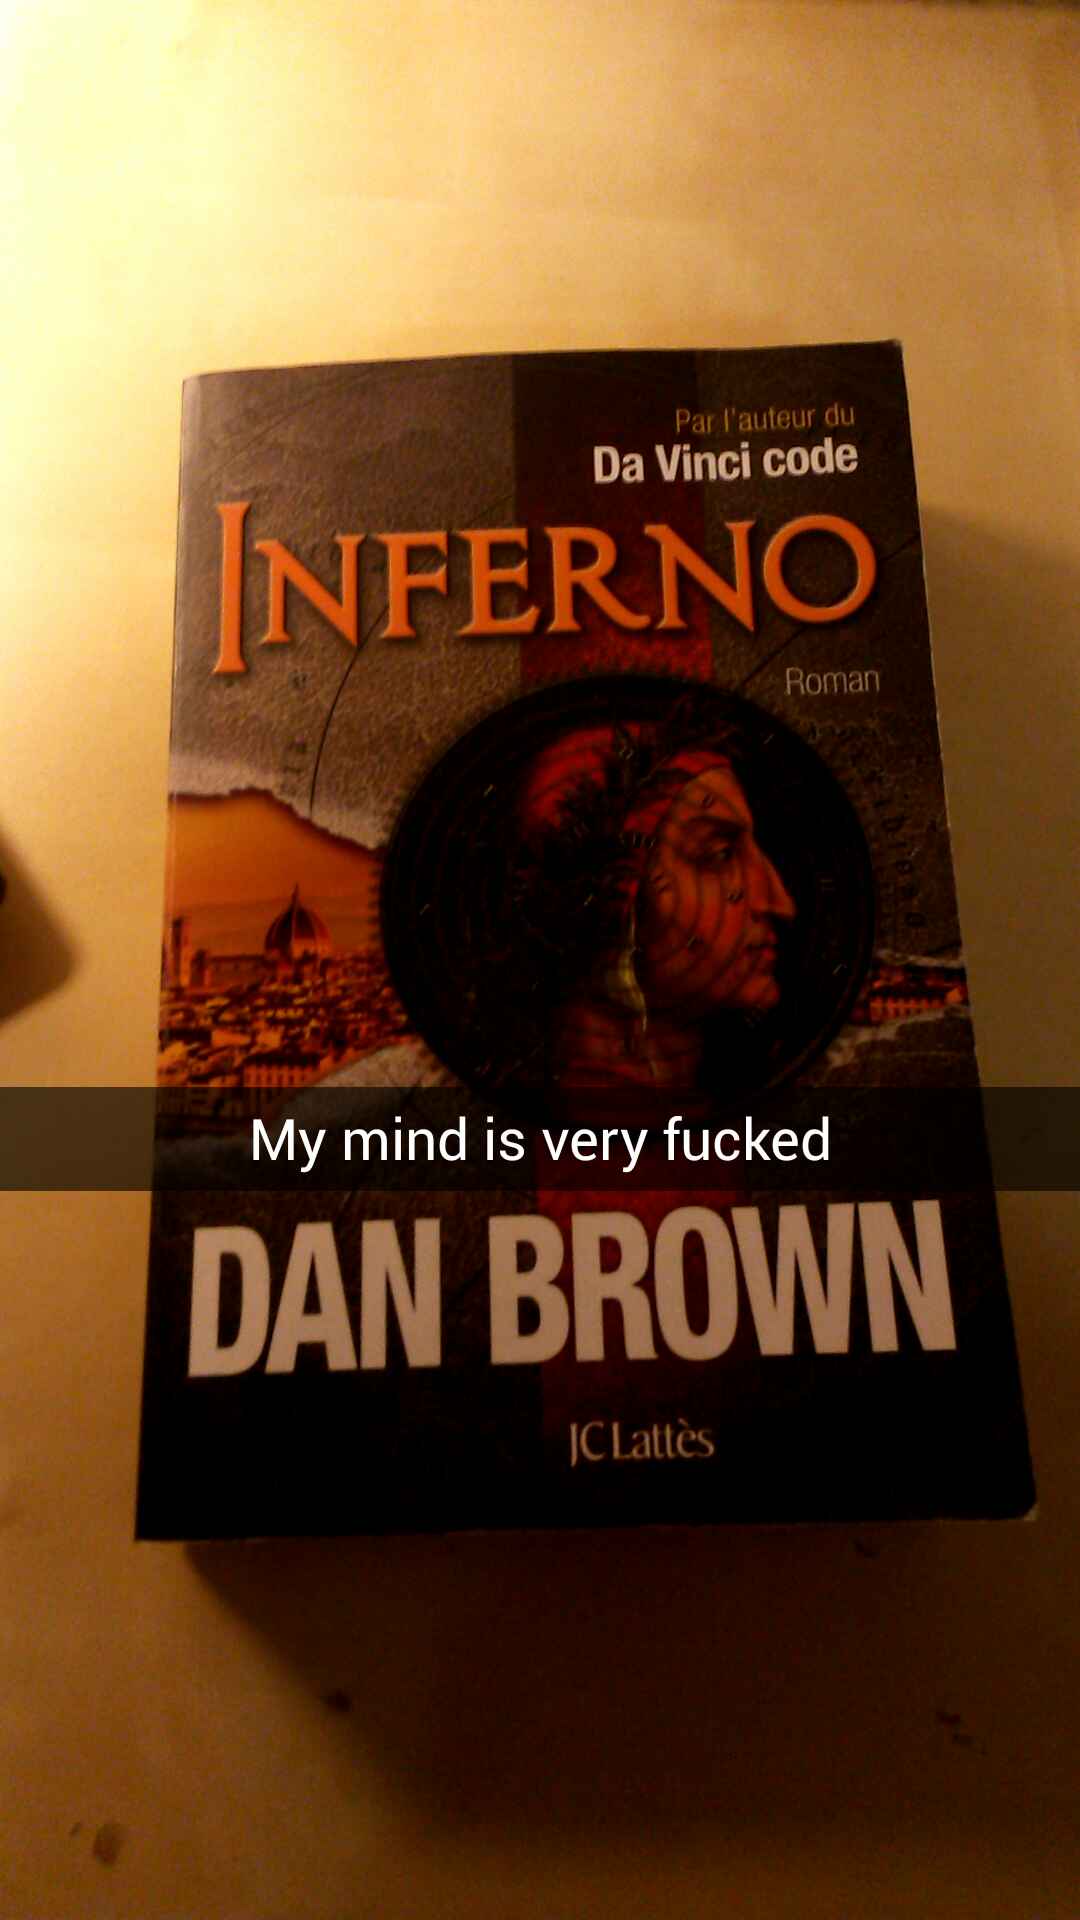 Par l'auteur du
Da Vinci code
INFERNO
Roman
My mind is very fucked
DAN BROWN
JC Lattès